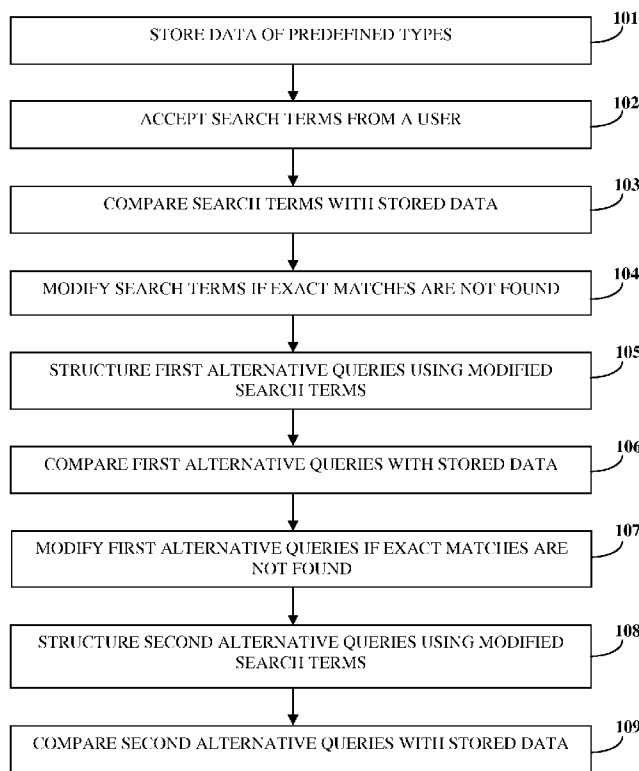 101
STORE DATA OF PREDEFINED TYPES
102
ACCEPT SEARCH TERMS FROM A USER
103
COMPARE SEARCH TERMS WITH STORED DATA
104
MODIFY SEARCH TERMS IF EXACT MATCHES ARE NOT FOUND
105
STRUCTURE FIRST ALTERNATIVE QUERIES USING MODIFIED
SEARCH TERMS
106
COMPARE FIRST ALTERNATIVE QUERIES WITH STORED DATA
107
MODIFY FIRST ALTERNATIVE QUERIES IF EXACT MATCHES ARE
NOT FOUND
108
STRUCTURE SECOND ALTERNATIVE QUERIES USING MODIFIED
SEARCH TERMS
109
COMPARE SECOND ALTERNATIVE QUERIES WITH STORED DATA